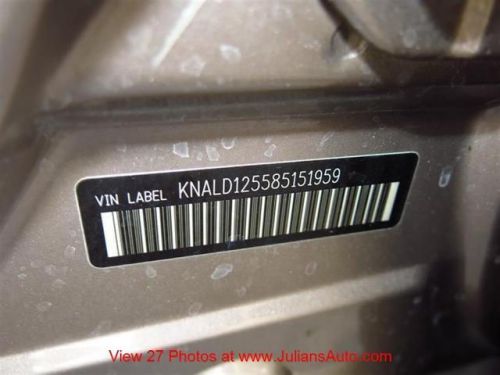 VIN LABEL KNALD125585151959
View 27 Photos at www.JuliansAuto.com